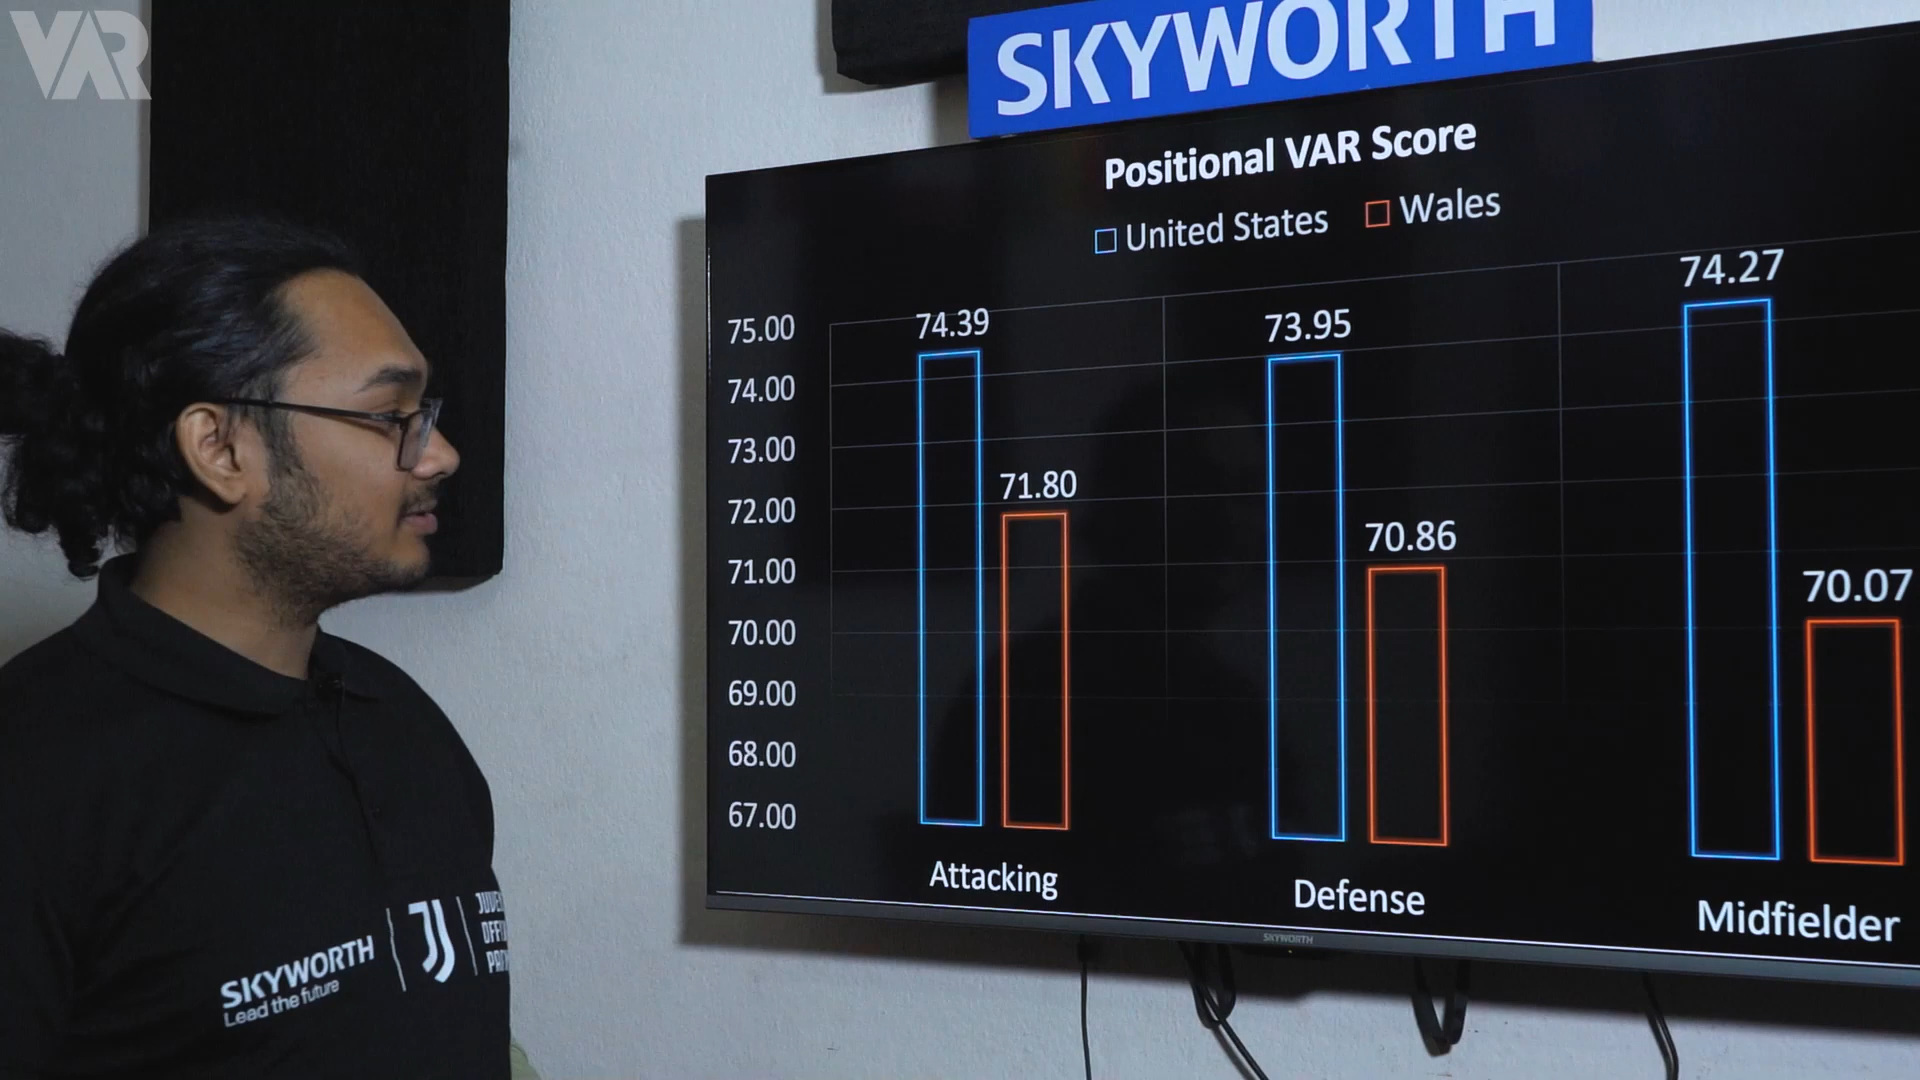 VAR
SKYWORTH
Positional VAR Score
United States
Wales
75.00
74.00
73.00
72.00
71.00
70.00
69.00
68.00
67.00
74.39
71.80
73.95
70.86
74.27
70.07
Attacking
Defense
Midfielder
SKYWORTH
SKYWORTH
Lead the future